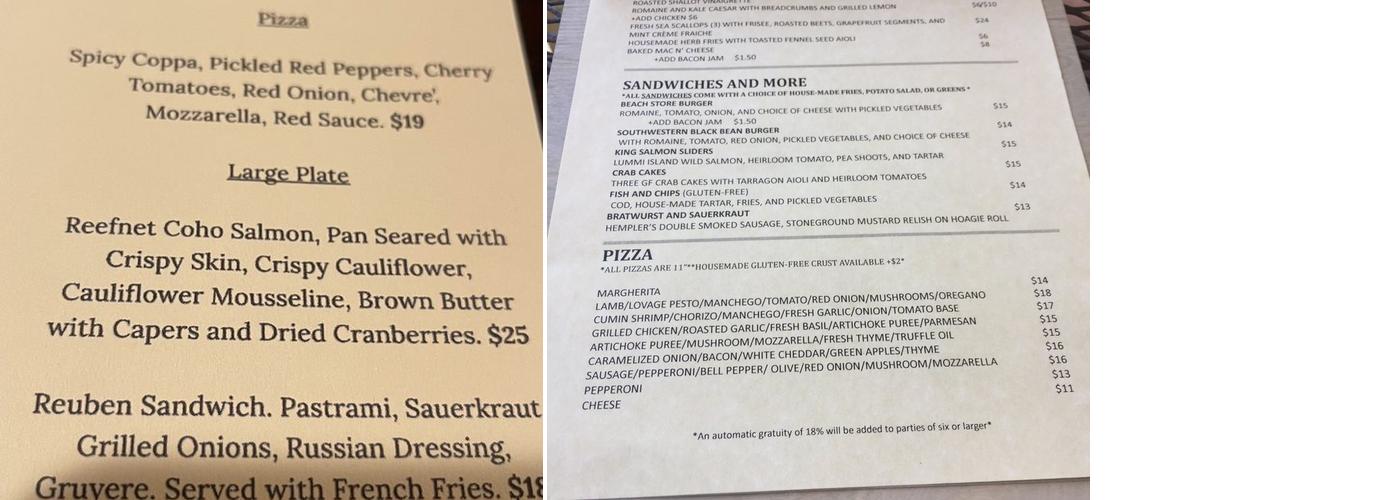 Pizza
Spicy Coppa, Pickled Red Peppers, Cherry
Tomatoes, Red Onion, Chevre',
Mozzarella, Red Sauce. $19
Large Plate
Reefnet Coho Salmon, Pan Seared with
Crispy Skin, Crispy Cauliflower,
Cauliflower Mousseline, Brown Butter
with Capers and Dried Cranberries. $25
Reuben Sandwich. Pastrami, Sauerkraut
Grilled Onions, Russian Dressing,
Gruyere. Served with French Fries. $18
ROASTED SHALLOT VINAIGRETTE
ROMAINE AND KALE CAESAR WITH BREADCRUMBS AND GRILLED LEMON $6/$10
+ADD CHICKEN $6
FRESH SEA SCALLOPS (3) WITH FRISEE, ROASTED BEETS, GRAPEFRUIT SEGMENTS, AND $24
MINT CRÈME FRAICHE
HOUSEMADE HERB FRIES WITH TOASTED FENNEL SEED AIOLI $6
BAKED MAC N' CHEESE $8
+ADD BACON JAM $1.50
SANDWICHES AND MORE
*ALL SANDWICHES COME WITH A CHOICE OF HOUSE-MADE FRIES, POTATO SALAD, OR GREENS *
BEACH STORE BURGER $15
ROMAINE, TOMATO, ONION, AND CHOICE OF CHEESE WITH PICKLED VEGETABLES
+ADD BACON JAM $1.50
SOUTHWESTERN BLACK BEAN BURGER $14
WITH ROMAINE, TOMATO, RED ONION, PICKLED VEGETABLES, AND CHOICE OF CHEESE
KING SALMON SLIDERS $15
LUMMI ISLAND WILD SALMON, HEIRLOOM TOMATO, PEA SHOOTS, AND TARTAR
CRAB CAKES $15
THREE GF CRAB CAKES WITH TARRAGON AIOLI AND HEIRLOOM TOMATOES
FISH AND CHIPS (GLUTEN-FREE) $14
COD, HOUSE-MADE TARTAR, FRIES, AND PICKLED VEGETABLES
BRATWURST AND SAUERKRAUT $13
HEMPLER'S DOUBLE SMOKED SAUSAGE, STONEGROUND MUSTARD RELISH ON HOAGIE ROLL
PIZZA
*ALL PIZZAS ARE 11"**HOUSEMADE GLUTEN-FREE CRUST AVAILABLE +$2*
MARGHERITA $14
LAMB/LOVAGE PESTO/MANCHEGO/TOMATO/RED ONION/MUSHROOMS/OREGANO $18
CUMIN SHRIMP/CHORIZO/MANCHEGO/FRESH GARLIC/ONION/TOMATO BASE $17
GRILLED CHICKEN/ROASTED GARLIC/FRESH BASIL/ARTICHOKE PUREE/PARMESAN $15
ARTICHOKE PUREE/MUSHROOM/MOZZARELLA/FRESH THYME/TRUFFLE OIL $15
CARAMELIZED ONION/BACON/WHITE CHEDDAR/GREEN APPLES/THYME $16
SAUSAGE/PEPPERONI/BELL PEPPER/ OLIVE/RED ONION/MUSHROOM/MOZZARELLA $16
PEPPERONI $13
CHEESE $11
*An automatic gratuity of 18% will be added to parties of six or larger*